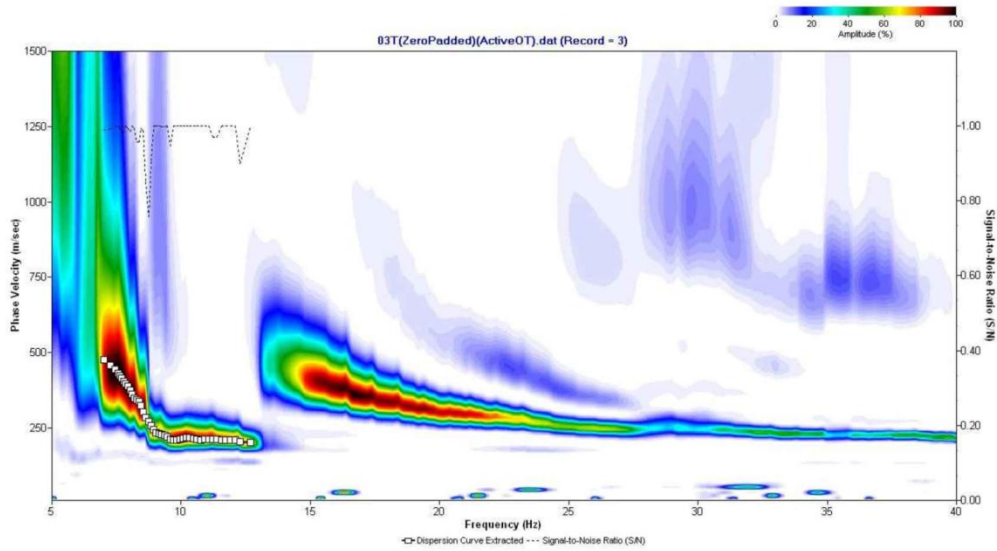 0 20 40 60 80 100
Amplitude (%)
03T(ZeroPadded)(ActiveOT).dat (Record = 3)
1500
1250
1000
750
500
250
Phase Velocity (m/sec)
1.00
0.80
0.60
0.40
0.20
0.00
Signal-to-Noise Ratio (S/N)
5 10 15 20 25 30 35 40
Frequency (Hz)
Dispersion Curve Extracted Signal-to-Noise Ratio (S/N)